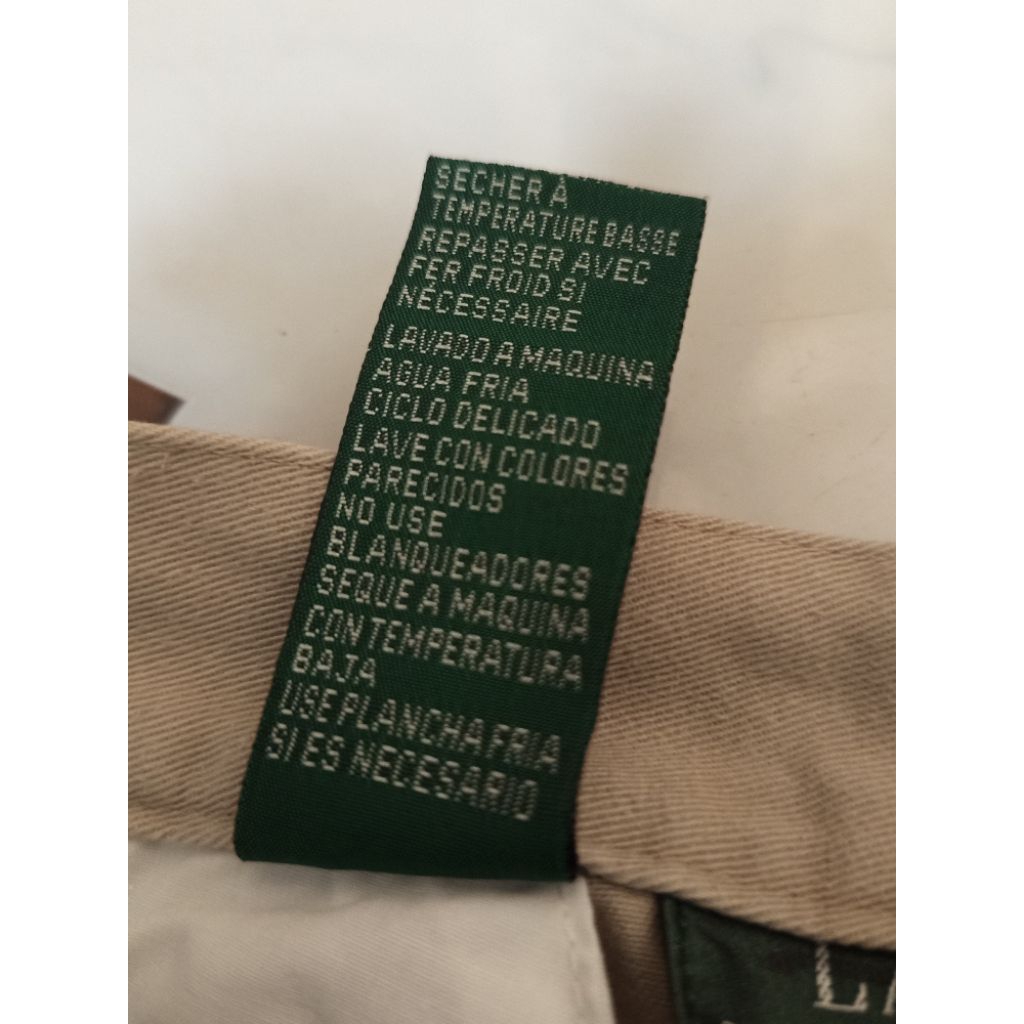 SECHER À
TEMPERATURE BASSE
REPASSER AVEC
FER FROID SI
NÉCESSAIRE
LAVADO A MAQUINA
AGUA FRIA
CICLO DELICADO
LAVE CON COLORES
PARECIDOS
NO USE
BLANQUEADORES
SEQUE A MAQUINA
CON TEMPERATURA
BAJA
USE PLANCHA FRIA
SI ES NECESARIO